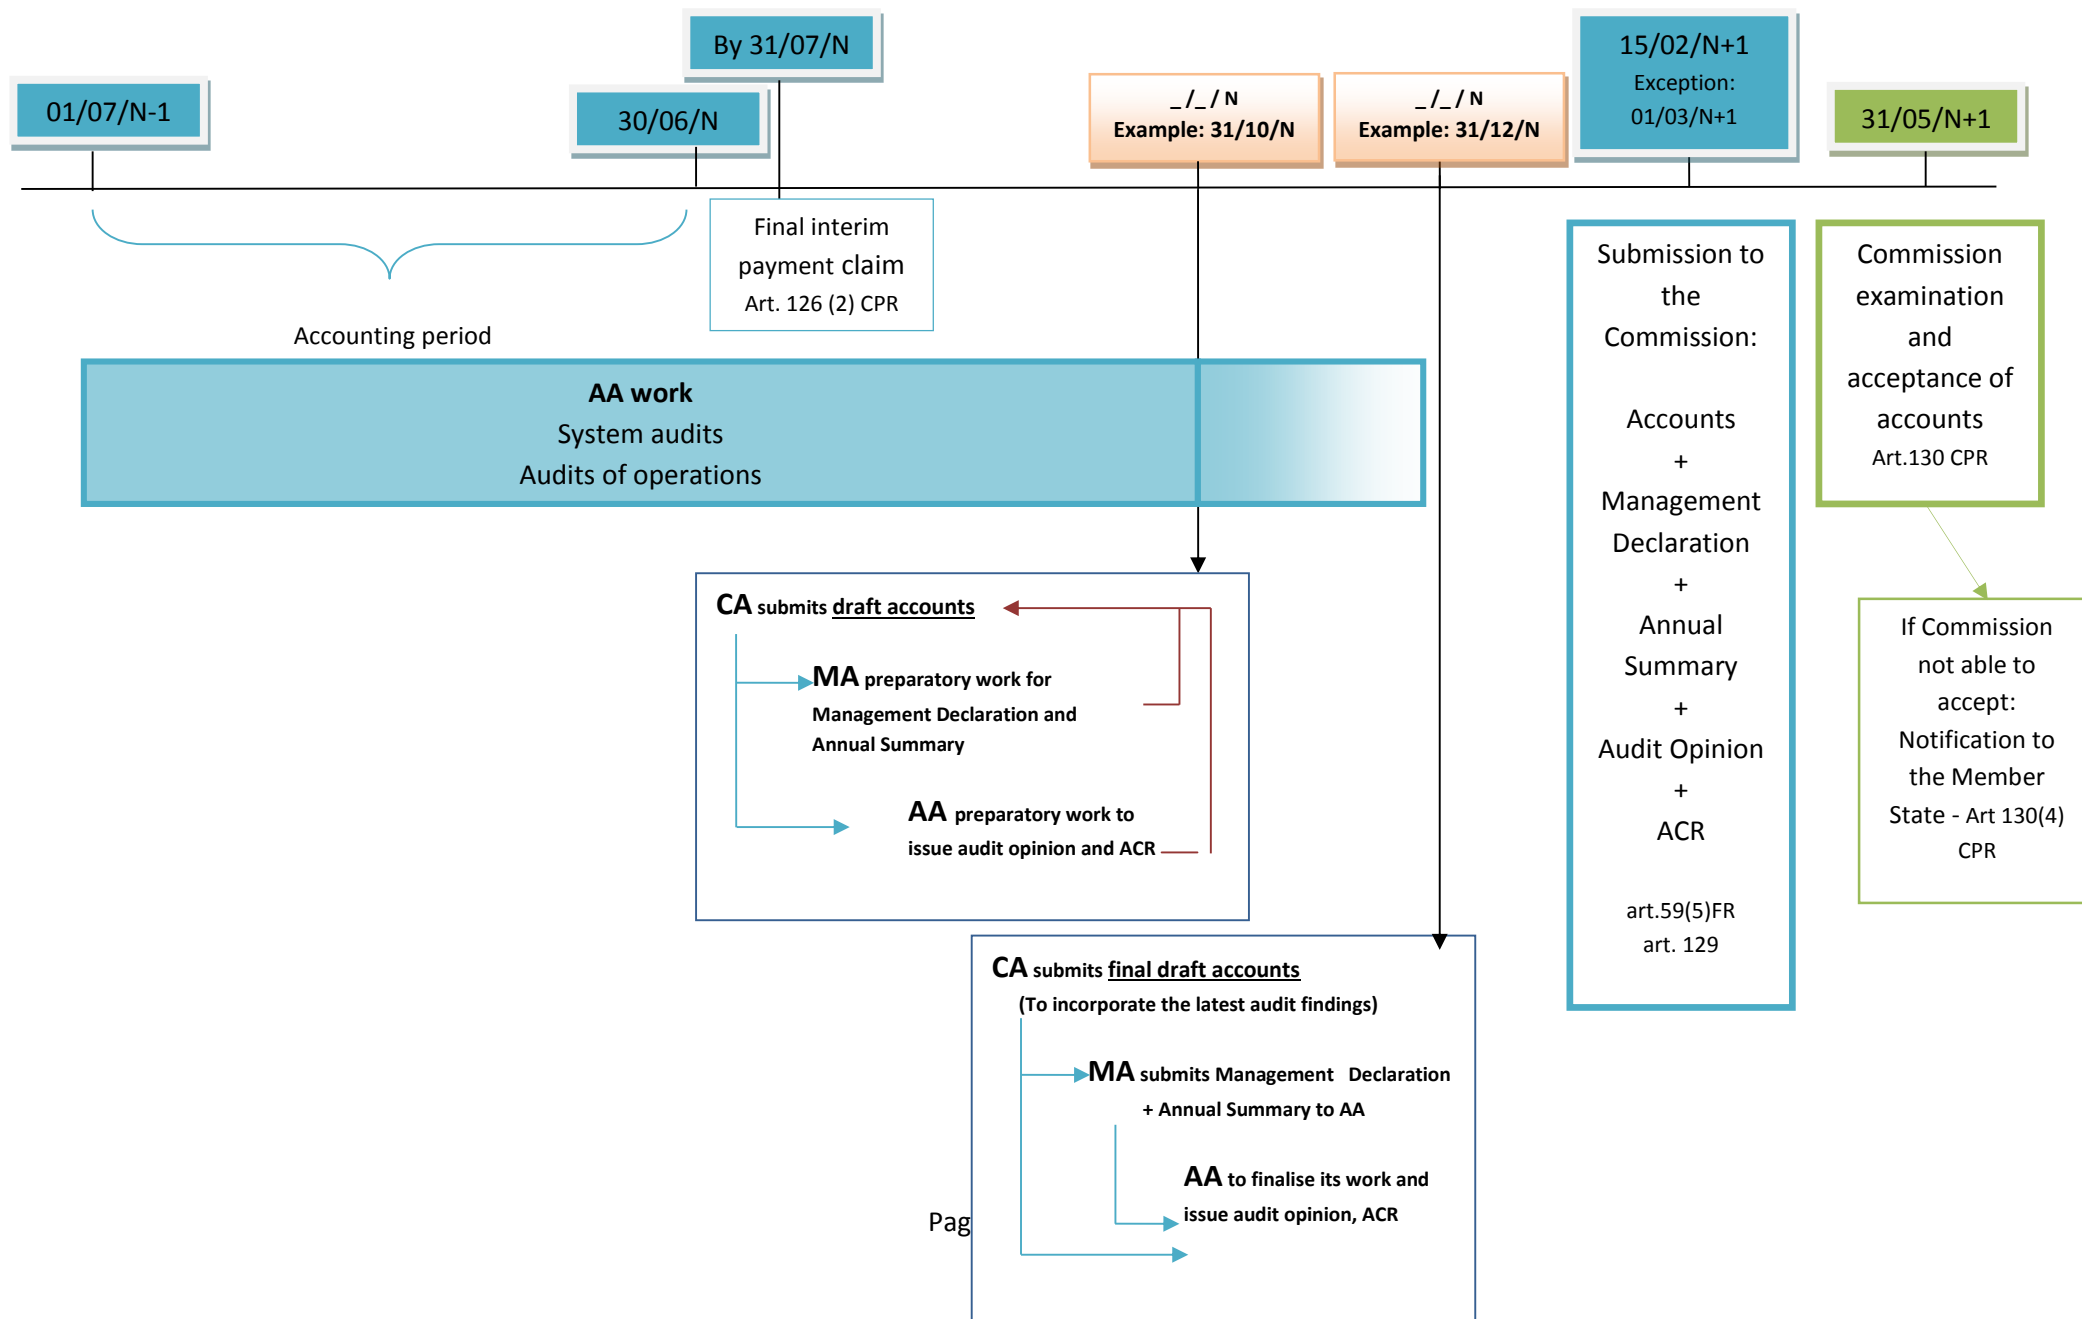 01/07/N-1
30/06/N
By 31/07/N
_ /_ / N
Example: 31/10/N
_ /_ / N
Example: 31/12/N
15/02/N+1
Exception:
01/03/N+1
31/05/N+1
Final interim
payment claim
Art. 126 (2) CPR
Accounting period
AA work
System audits
Audits of operations
CA submits draft accounts
MA preparatory work for
Management Declaration and
Annual Summary
AA preparatory work to
issue audit opinion and ACR
CA submits final draft accounts
(To incorporate the latest audit findings)
MA submits Management Declaration
+ Annual Summary to AA
AA to finalise its work and
issue audit opinion, ACR
Pag
Submission to
the
Commission:
Accounts
+
Management
Declaration
+
Annual
Summary
+
Audit Opinion
+
ACR
art.59(5)FR
art. 129
Commission
examination
and
acceptance of
accounts
Art.130 CPR
If Commission
not able to
accept:
Notification to
the Member
State - Art 130(4)
CPR